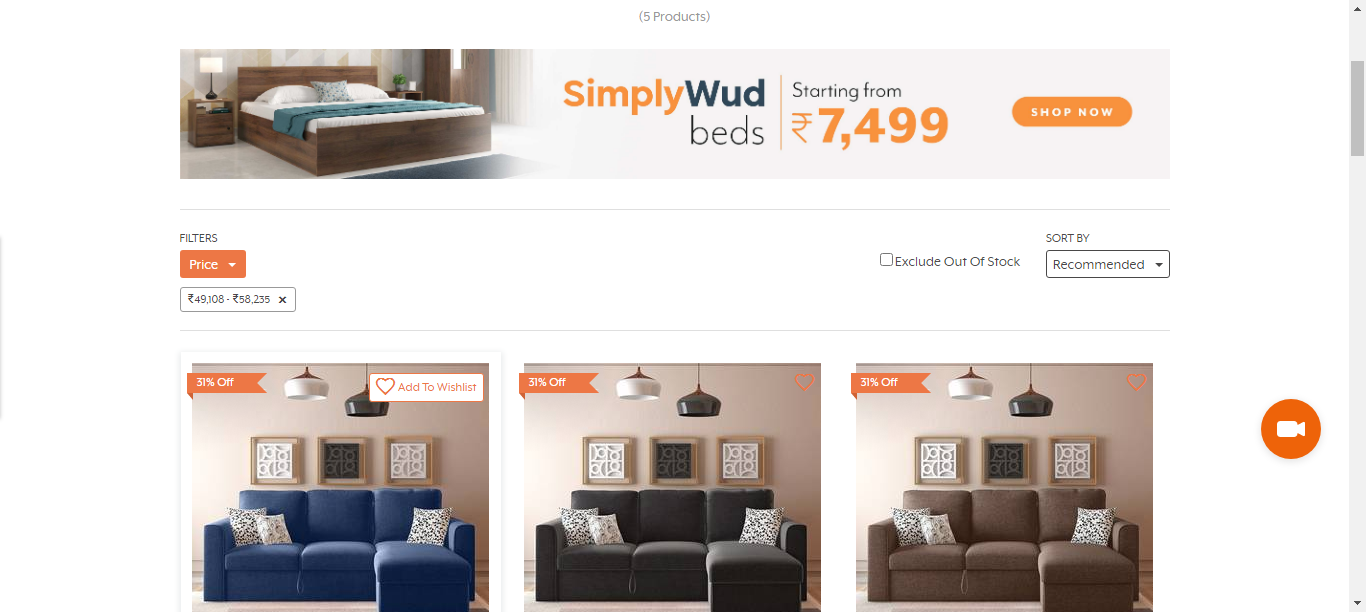 (5 Products)
SimplyWud
beds
Starting from
₹7,499
SHOP NOW
FILTERS
SORT BY
Price
Exclude Out Of Stock
Recommended
₹49,108 - ₹58,235 ×
31% Off
Add To Wishlist
31% Off
31% Off